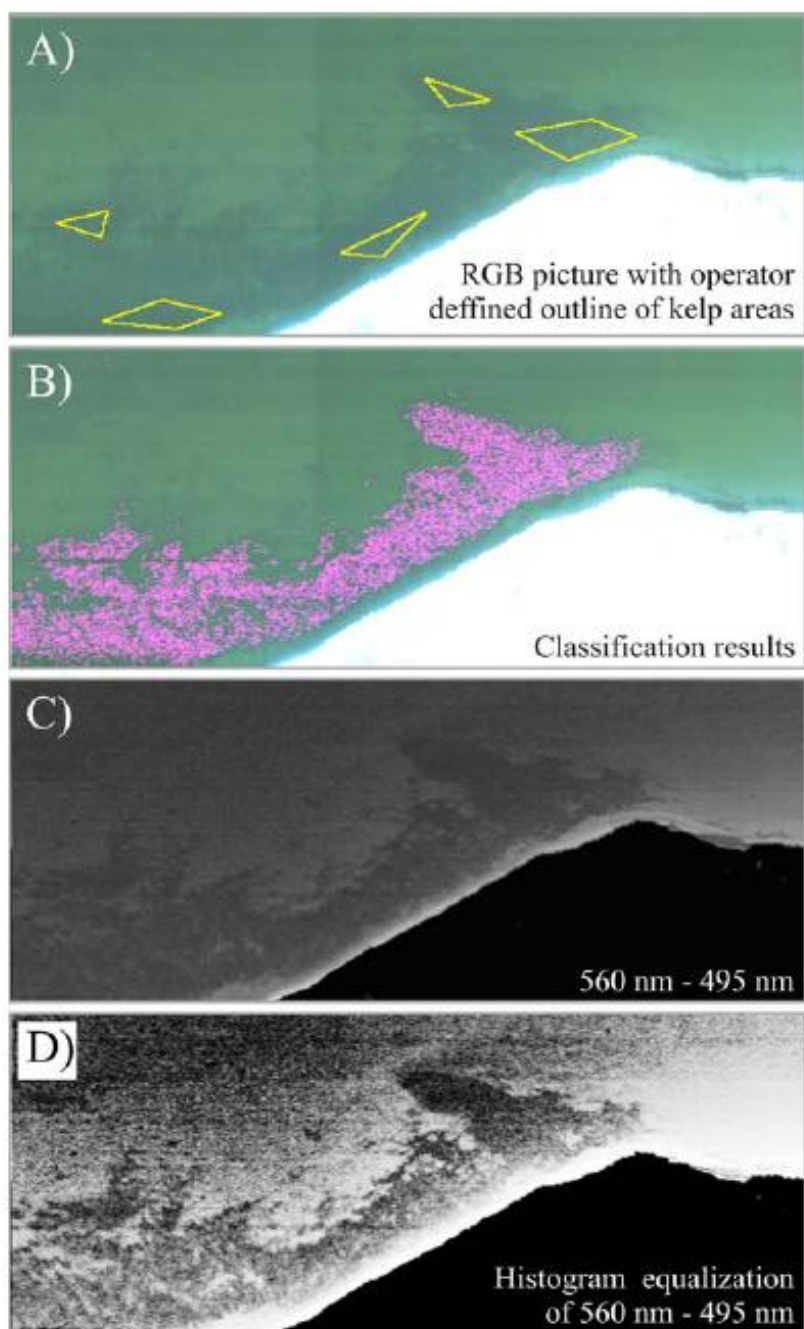 A)
RGB picture with operator
deffined outline of kelp areas
B)
Classification results
C)
560 nm - 495 nm
D)
Histogram equalization
of 560 nm - 495 nm